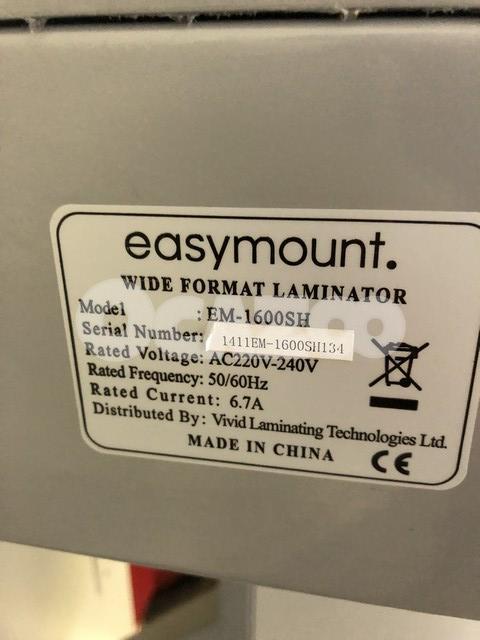 easymount.
WIDE FORMAT LAMINATOR
Model : EM-1600SH
Serial Number: 1411EM-1600SH134
Rated Voltage: AC220V-240V
Rated Frequency: 50/60Hz
Rated Current: 6.7A
Distributed By: Vivid Laminating Technologies Ltd.
MADE IN CHINA CE
OCAZOO